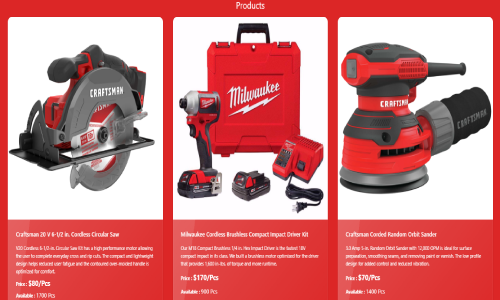 Products
CRAFTSMAN
Milwaukee
Milwaukee
CRAFTSMAN
CRAFTSMAN
Craftsman 20 V 6-1/2 in. Cordless Circular Saw
V20 Cordless 6-1/2-in. Circular Saw Kit has a high performance motor allowing
the user to complete everyday cross and rip cuts. The compact and lightweight
design helps reduced user fatigue and the contoured over-molded handle is
optimized for comfort.
Price : $80/Pcs
Available : 1700 Pcs
Milwaukee Cordless Brushless Compact Impact Driver Kit
Our M18 Compact Brushless 1/4 in. Hex Impact Driver is the fastest 18V
compact impact in its class. We built a brushless motor optimized for the driver
that provides 1,600 in-lbs. of torque and more runtime.
Price : $170/Pcs
Available : 900 Pcs
Craftsman Corded Random Orbit Sander
3.0 Amp 5-in. Random Orbit Sander with 12,000 OPM is ideal for surface
preparation, smoothing seams, and removing paint or varnish. The low profile
design for added control and reduced vibration.
Price : $70/Pcs
Available : 1400 Pcs